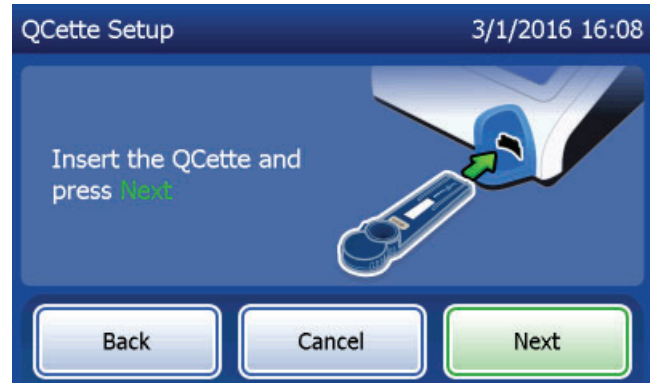 QCette Setup 3/1/2016 16:08
Insert the QCette and
press Next
Back Cancel Next